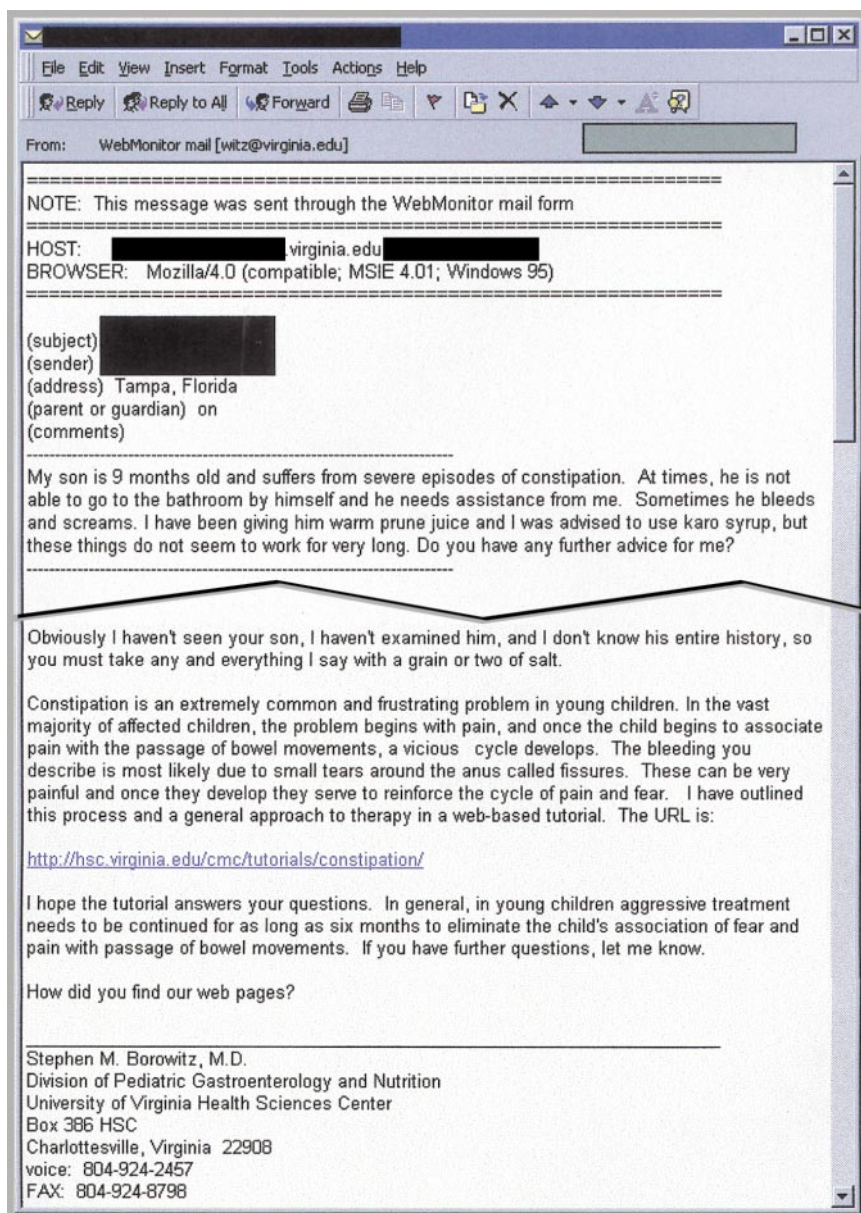 File Edit View Insert Format Tools Actions Help
Reply Reply to All Forward
From: WebMonitor mail [witz@virginia.edu]
================================================================
NOTE: This message was sent through the WebMonitor mail form
================================================================
HOST: .virginia.edu
BROWSER: Mozilla/4.0 (compatible; MSIE 4.01; Windows 95)
================================================================
(subject)
(sender)
(address) Tampa, Florida
(parent or guardian) on
(comments)
----------------------------------------------------------------
My son is 9 months old and suffers from severe episodes of constipation. At times, he is not
able to go to the bathroom by himself and he needs assistance from me. Sometimes he bleeds
and screams. I have been giving him warm prune juice and I was advised to use karo syrup, but
these things do not seem to work for very long. Do you have any further advice for me?
----------------------------------------------------------------
Obviously I haven't seen your son, I haven't examined him, and I don't know his entire history, so
you must take any and everything I say with a grain or two of salt.
Constipation is an extremely common and frustrating problem in young children. In the vast
majority of affected children, the problem begins with pain, and once the child begins to associate
pain with the passage of bowel movements, a vicious cycle develops. The bleeding you
describe is most likely due to small tears around the anus called fissures. These can be very
painful and once they develop they serve to reinforce the cycle of pain and fear. I have outlined
this process and a general approach to therapy in a web-based tutorial. The URL is:
http://hsc.virginia.edu/cmc/tutorials/constipation/
I hope the tutorial answers your questions. In general, in young children aggressive treatment
needs to be continued for as long as six months to eliminate the child's association of fear and
pain with passage of bowel movements. If you have further questions, let me know.
How did you find our web pages?
Stephen M. Borowitz, M.D.
Division of Pediatric Gastroenterology and Nutrition
University of Virginia Health Sciences Center
Box 386 HSC
Charlottesville, Virginia 22908
voice: 804-924-2457
FAX: 804-924-8798